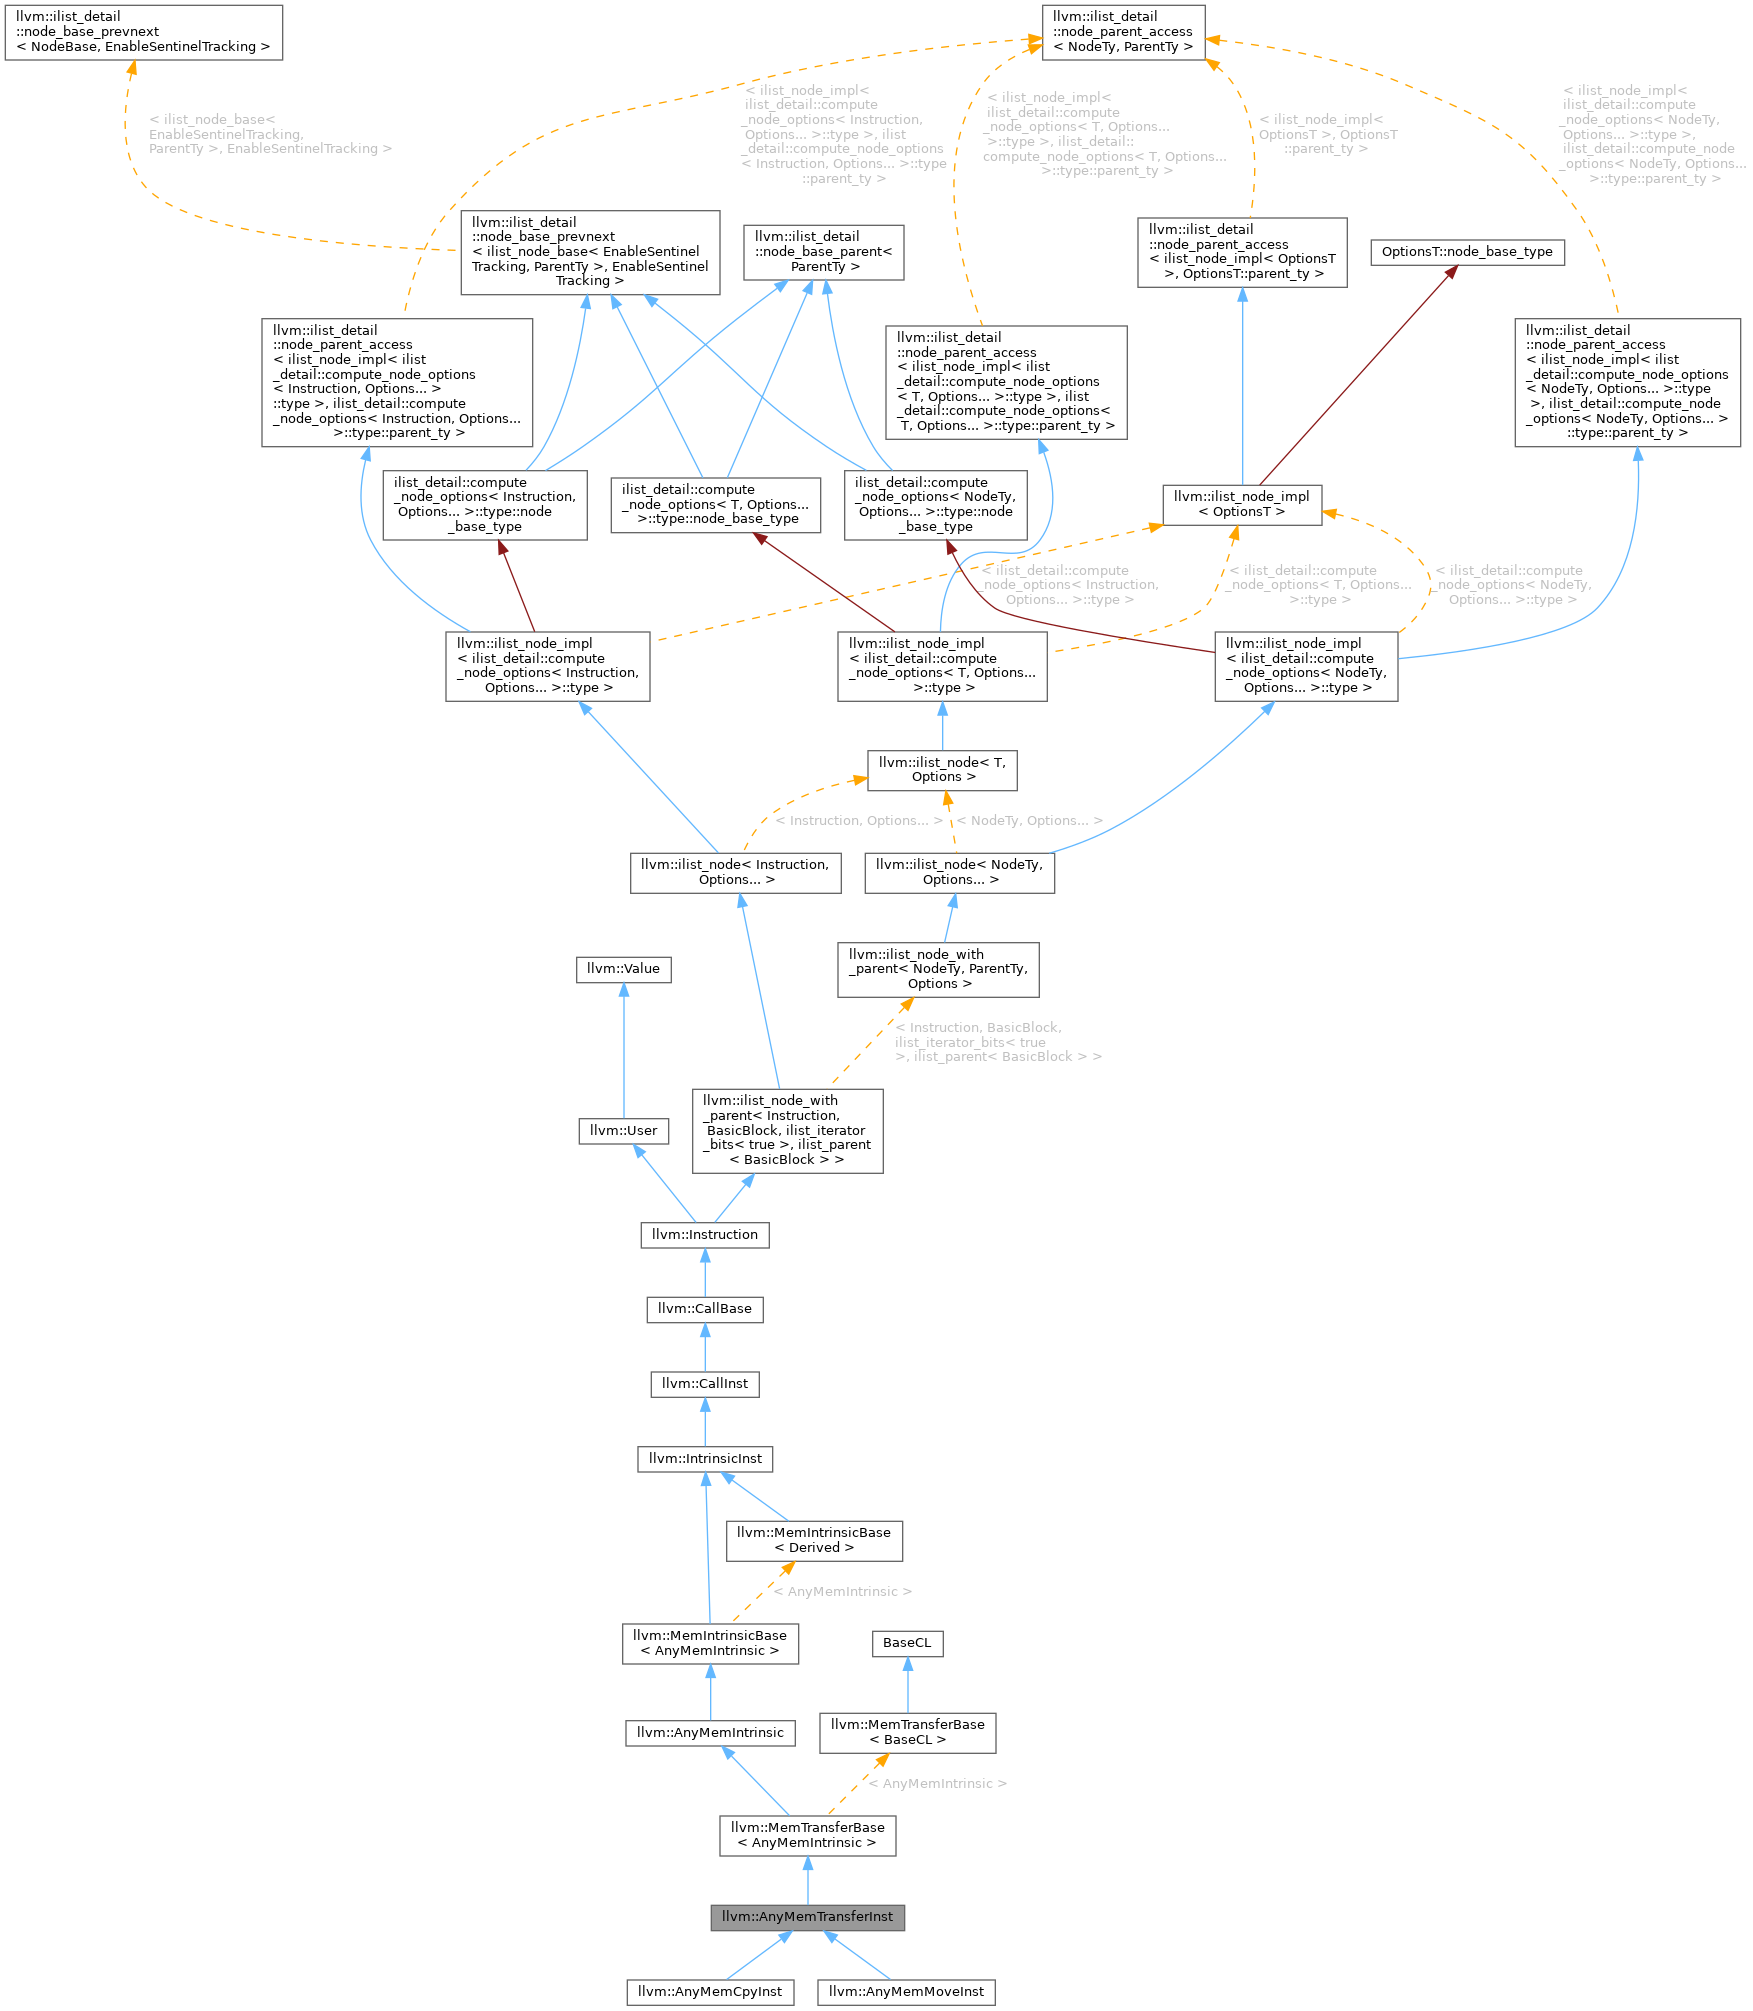 llvm::ilist_detail
::node_base_prevnext
< NodeBase, EnableSentinelTracking >
llvm::ilist_detail
::node_parent_access
< NodeTy, ParentTy >
< ilist_node_base<
EnableSentinelTracking,
ParentTy >, EnableSentinelTracking >
< ilist_node_impl<
ilist_detail::compute
_node_options< Instruction,
Options... >::type >, ilist
_detail::compute_node_options
< Instruction, Options... >::type
::parent_ty >
< ilist_node_impl<
ilist_detail::compute
_node_options< T, Options...
>::type >, ilist_detail::
compute_node_options< T, Options...
>::type::parent_ty >
< ilist_node_impl<
OptionsT >, OptionsT
::parent_ty >
< ilist_node_impl<
ilist_detail::compute
_node_options< NodeTy,
Options... >::type >,
ilist_detail::compute_node
_options< NodeTy, Options...
>::type::parent_ty >
llvm::ilist_detail
::node_base_prevnext
< ilist_node_base< EnableSentinel
Tracking, ParentTy >, EnableSentinel
Tracking >
llvm::ilist_detail
::node_base_parent<
ParentTy >
llvm::ilist_detail
::node_parent_access
< ilist_node_impl< OptionsT
>, OptionsT::parent_ty >
OptionsT::node_base_type
llvm::ilist_detail
::node_parent_access
< ilist_node_impl< ilist
_detail::compute_node_options
< Instruction, Options... >
::type >, ilist_detail::compute
_node_options< Instruction, Options...
>::type::parent_ty >
llvm::ilist_detail
::node_parent_access
< ilist_node_impl< ilist
_detail::compute_node_options
< T, Options... >::type >, ilist
_detail::compute_node_options<
T, Options... >::type::parent_ty >
llvm::ilist_detail
::node_parent_access
< ilist_node_impl< ilist
_detail::compute_node_options
< NodeTy, Options... >::type
>, ilist_detail::compute_node
_options< NodeTy, Options... >
::type::parent_ty >
ilist_detail::compute
_node_options< Instruction,
Options... >::type::node
_base_type
ilist_detail::compute
_node_options< T, Options...
>::type::node_base_type
ilist_detail::compute
_node_options< NodeTy,
Options... >::type::node
_base_type
llvm::ilist_node_impl
< OptionsT >
< ilist_detail::compute
_node_options< Instruction,
Options... >::type >
< ilist_detail::compute
_node_options< T, Options...
>::type >
< ilist_detail::compute
_node_options< NodeTy,
Options... >::type >
llvm::ilist_node_impl
< ilist_detail::compute
_node_options< Instruction,
Options... >::type >
llvm::ilist_node_impl
< ilist_detail::compute
_node_options< T, Options...
>::type >
llvm::ilist_node_impl
< ilist_detail::compute
_node_options< NodeTy,
Options... >::type >
llvm::ilist_node< T,
Options >
< Instruction, Options... >
< NodeTy, Options... >
llvm::ilist_node< Instruction,
Options... >
llvm::ilist_node< NodeTy,
Options... >
llvm::ilist_node_with
_parent< NodeTy, ParentTy,
Options >
llvm::Value
< Instruction, BasicBlock,
ilist_iterator_bits< true
>, ilist_parent< BasicBlock > >
llvm::User
llvm::ilist_node_with
_parent< Instruction,
BasicBlock, ilist_iterator
_bits< true >, ilist_parent
< BasicBlock > >
llvm::Instruction
llvm::CallBase
llvm::CallInst
llvm::IntrinsicInst
llvm::MemIntrinsicBase
< Derived >
< AnyMemIntrinsic >
llvm::MemIntrinsicBase
< AnyMemIntrinsic >
BaseCL
llvm::AnyMemIntrinsic
llvm::MemTransferBase
< BaseCL >
< AnyMemIntrinsic >
llvm::MemTransferBase
< AnyMemIntrinsic >
llvm::AnyMemTransferInst
llvm::AnyMemCpyInst
llvm::AnyMemMoveInst